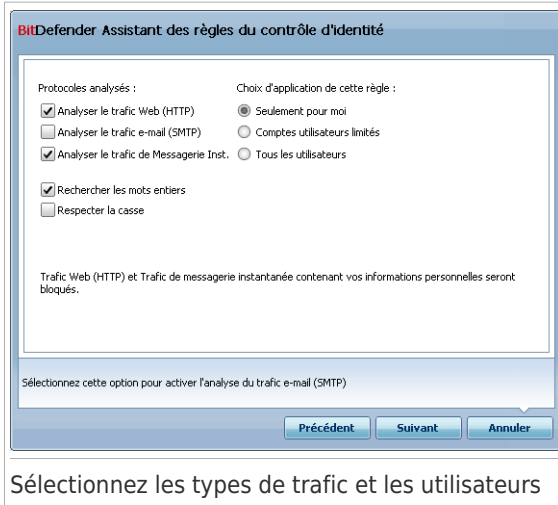 BitDefender Assistant des règles du contrôle d'identité
Protocoles analysés :
Choix d'application de cette règle :
Analyser le trafic Web (HTTP)
Seulement pour moi
Analyser le trafic e-mail (SMTP)
Comptes utilisateurs limités
Analyser le trafic de Messagerie Inst.
Tous les utilisateurs
Rechercher les mots entiers
Respecter la casse
Trafic Web (HTTP) et Trafic de messagerie instantanée contenant vos informations personnelles seront
bloqués.
Sélectionnez cette option pour activer l'analyse du trafic e-mail (SMTP)
Précédent
Suivant
Annuler
Sélectionnez les types de trafic et les utilisateurs